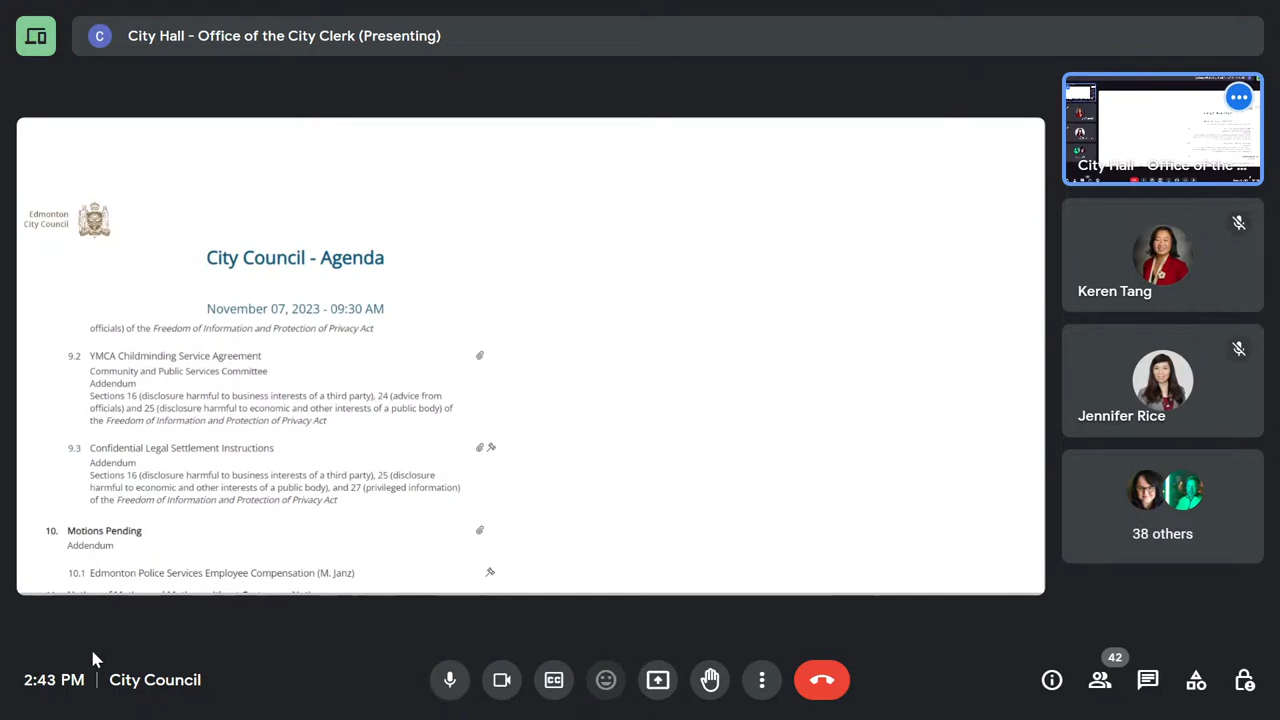 City Hall - Office of the City Clerk (Presenting)
C
Edmonton
City Council
City Council - Agenda
November 07, 2023 - 09:30 AM
officials) of the Freedom of Information and Protection of Privacy Act
9.2 YMCA Childminding Service Agreement
Community and Public Services Committee
Addendum
Sections 16 (disclosure harmful to business interests of a third party), 24 (advice from
officials) and 25 (disclosure harmful to economic and other interests of a public body) of
the Freedom of Information and Protection of Privacy Act
9.3 Confidential Legal Settlement Instructions
Addendum
Sections 16 (disclosure harmful to business interests of a third party), 25 (disclosure
harmful to economic and other interests of a public body), and 27 (privileged information)
of the Freedom of Information and Protection of Privacy Act
10. Motions Pending
Addendum
10.1 Edmonton Police Services Employee Compensation (M. Janz)
City Hall - Office of the ...
Keren Tang
Jennifer Rice
38 others
2:43 PM | City Council
CC
42